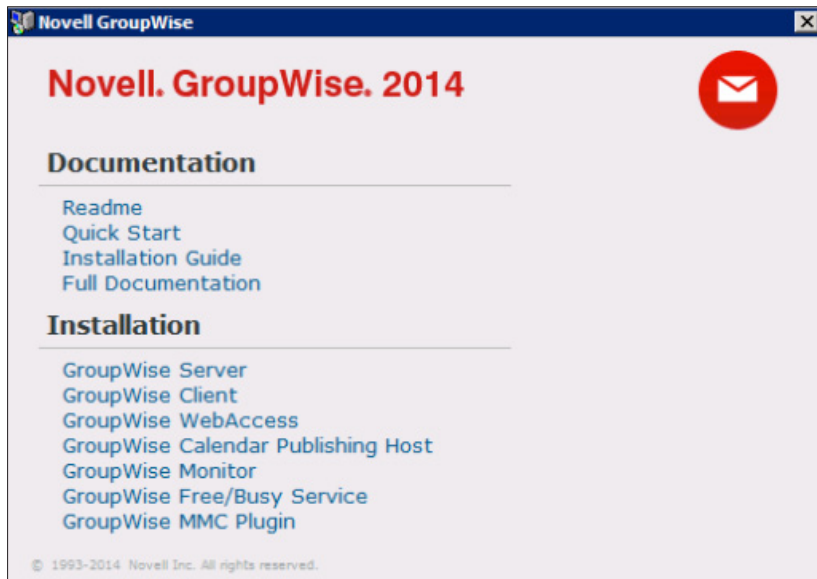 Novell GroupWise
Novell. GroupWise. 2014
Documentation
Readme
Quick Start
Installation Guide
Full Documentation
Installation
GroupWise Server
GroupWise Client
GroupWise WebAccess
GroupWise Calendar Publishing Host
GroupWise Monitor
GroupWise Free/Busy Service
GroupWise MMC Plugin
© 1993-2014 Novell Inc. All rights reserved.